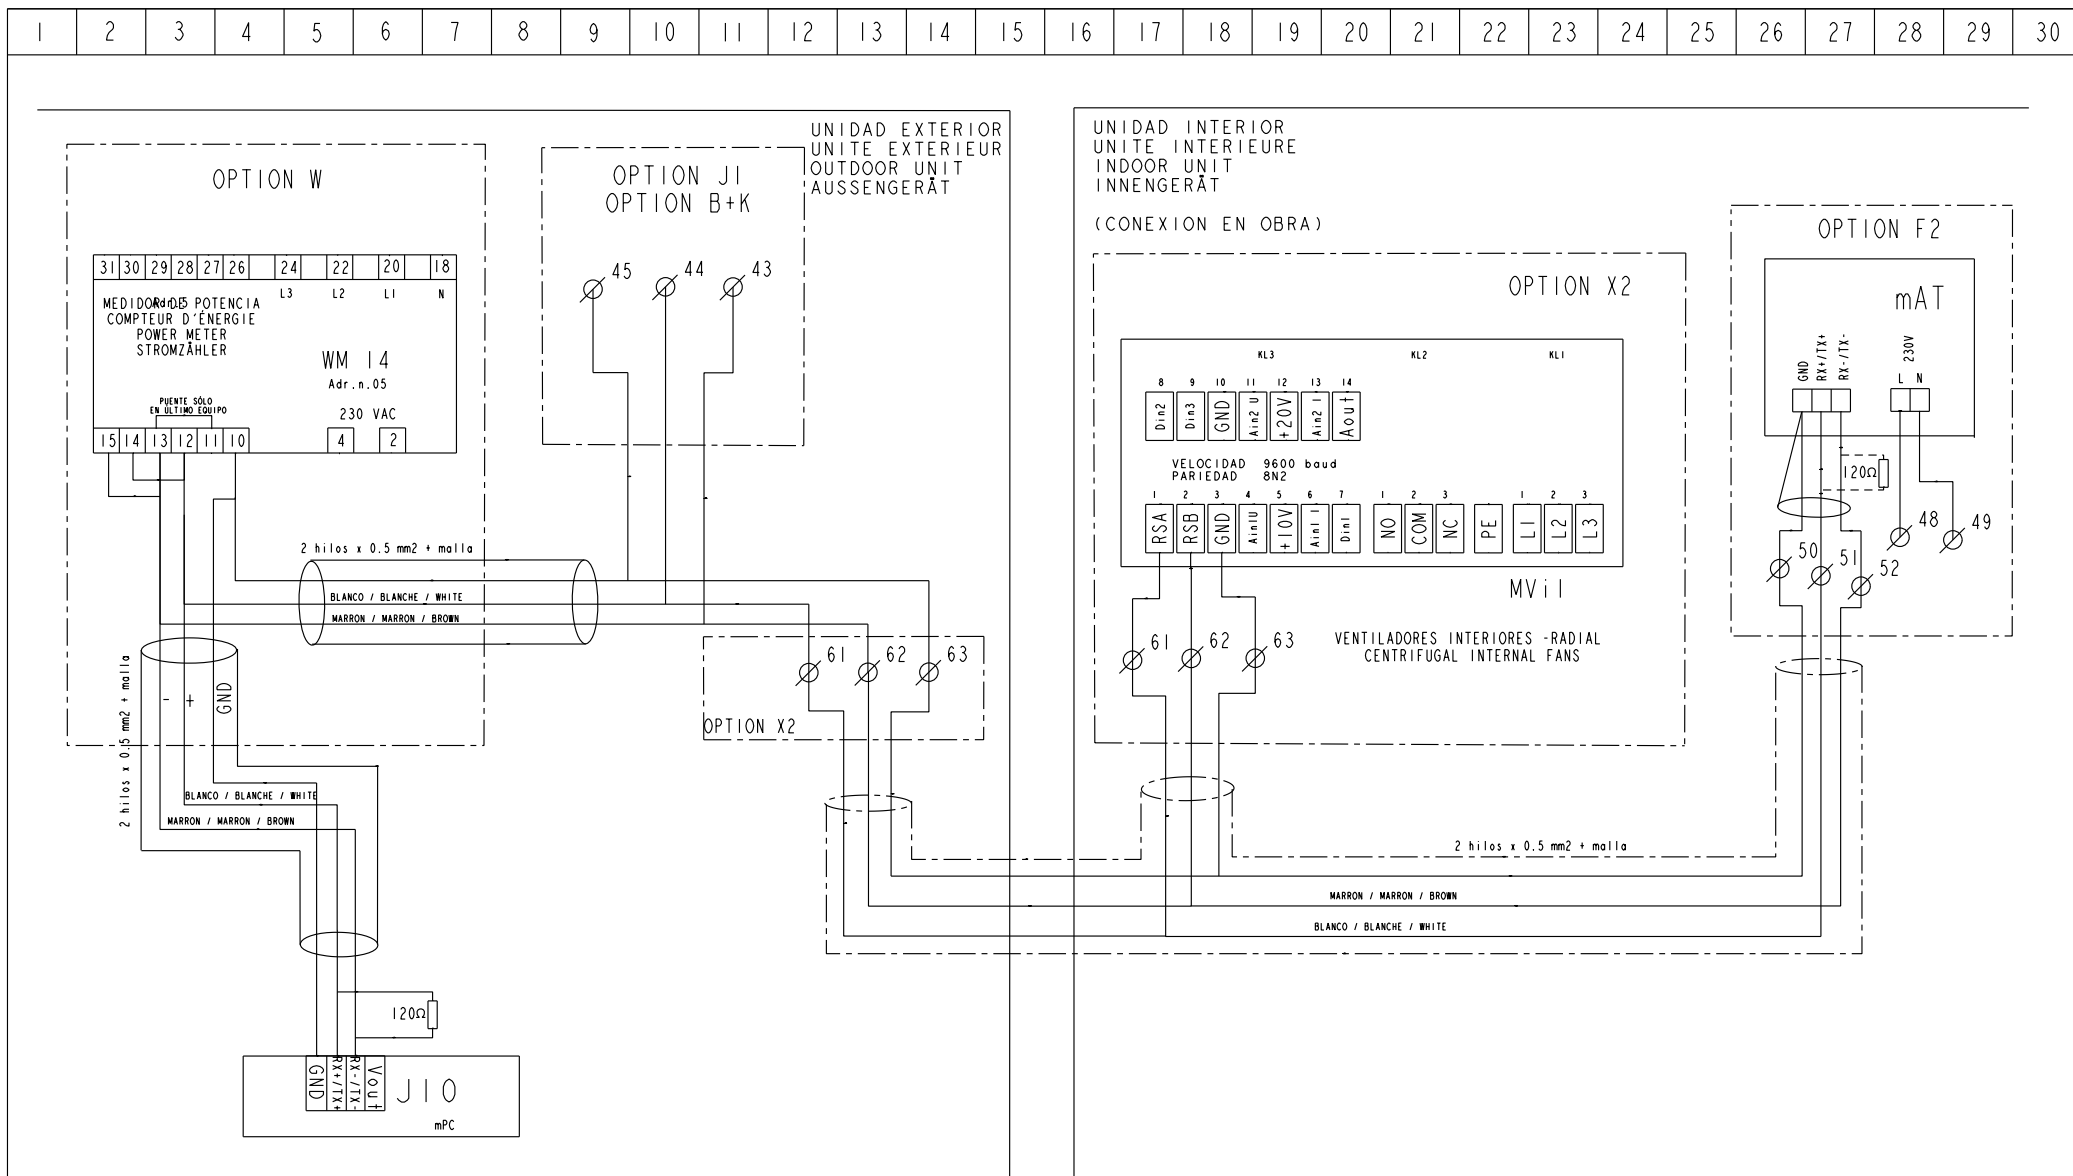 1 2 3 4 5 6 7 8 9 10 11 12 13 14 15 16 17 18 19 20 21 22 23 24 25 26 27 28 29 30
UNIDAD EXTERIOR
UNITE EXTERIEUR
OUTDOOR UNIT
AUSSENGERÄT
OPTION W
31 30 29 28 27 26 24 22 20 18
L3 L2 L1 N
MEDIDOR DE POTENCIA
Adr.n.5
COMPTEUR D'ÉNERGIE
POWER METER
STROMZÄHLER
WM 14
Adr.n.05
PUENTE SÓLO
EN ÚLTIMO EQUIPO
230 VAC
15 14 13 12 11 10 4 2
OPTION J1
OPTION B+K
45 44 43
2 hilos x 0.5 mm2 + malla
BLANCO / BLANCHE / WHITE
MARRON / MARRON / BROWN
61 62 63
OPTION X2
2 hilos x 0.5 mm2 + malla
- + GND
BLANCO / BLANCHE / WHITE
MARRON / MARRON / BROWN
120Ω
GND RX+/TX+ RX-/TX- Vout
J10
mPC
UNIDAD INTERIOR
UNITE INTERIEURE
INDOOR UNIT
INNENGERÄT
(CONEXION EN OBRA)
OPTION X2
KL3 KL2 KL1
8 9 10 11 12 13 14
Din2 Din3 GND Ain2 U +20V Ain2 I Aout
VELOCIDAD 9600 baud
PARIEDAD 8N2
1 2 3 4 5 6 7 1 2 3 1 2 3
RSA RSB GND Ain1U +10V Ain1 I Din1 NO COM NC PE L1 L2 L3
MVi1
61 62 63
VENTILADORES INTERIORES -RADIAL
CENTRIFUGAL INTERNAL FANS
OPTION F2
mAT
GND RX+/TX+ RX-/TX- 230V
L N
120Ω
48 49
50 51 52
2 hilos x 0.5 mm2 + malla
MARRON / MARRON / BROWN
BLANCO / BLANCHE / WHITE